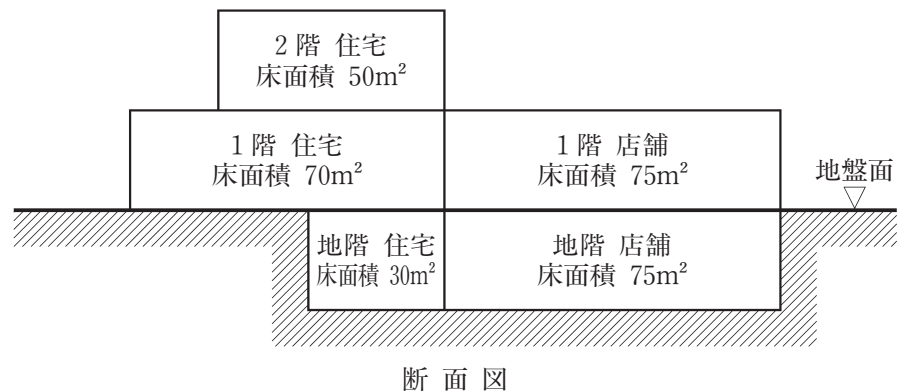 2階 住宅
床面積 50m²
1階 住宅
床面積 70m²
1階 店舗
床面積 75m²
地盤面
地階 住宅
床面積 30m²
地階 店舗
床面積 75m²
断面図